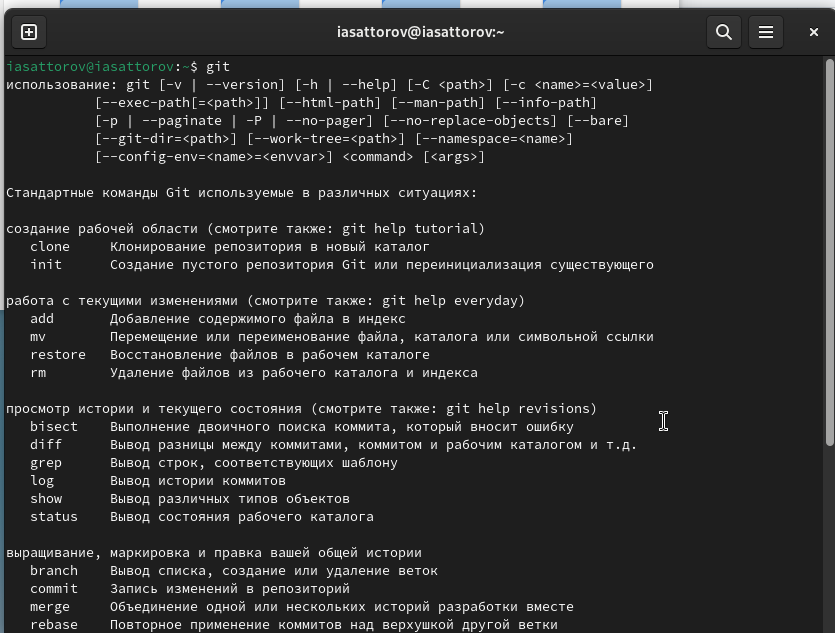 iasattorov@iasattorov:~
iasattorov@iasattorov:~$ git
использование: git [-v | --version] [-h | --help] [-C <path>] [-c <name>=<value>]
[--exec-path[=<path>]] [--html-path] [--man-path] [--info-path]
[-p | --paginate | -P | --no-pager] [--no-replace-objects] [--bare]
[--git-dir=<path>] [--work-tree=<path>] [--namespace=<name>]
[--config-env=<name>=<envvar>] <command> [<args>]
Стандартные команды Git используемые в различных ситуациях:
создание рабочей области (смотрите также: git help tutorial)
clone Клонирование репозитория в новый каталог
init Создание пустого репозитория Git или переинициализация существующего
работа с текущими изменениями (смотрите также: git help everyday)
add Добавление содержимого файла в индекс
mv Перемещение или переименование файла, каталога или символьной ссылки
restore Восстановление файлов в рабочем каталоге
rm Удаление файлов из рабочего каталога и индекса
просмотр истории и текущего состояния (смотрите также: git help revisions)
bisect Выполнение двоичного поиска коммита, который вносит ошибку
diff Вывод разницы между коммитами, коммитом и рабочим каталогом и т.д.
grep Вывод строк, соответствующих шаблону
log Вывод истории коммитов
show Вывод различных типов объектов
status Вывод состояния рабочего каталога
выращивание, маркировка и правка вашей общей истории
branch Вывод списка, создание или удаление веток
commit Запись изменений в репозиторий
merge Объединение одной или нескольких историй разработки вместе
rebase Повторное применение коммитов над верхушкой другой ветки